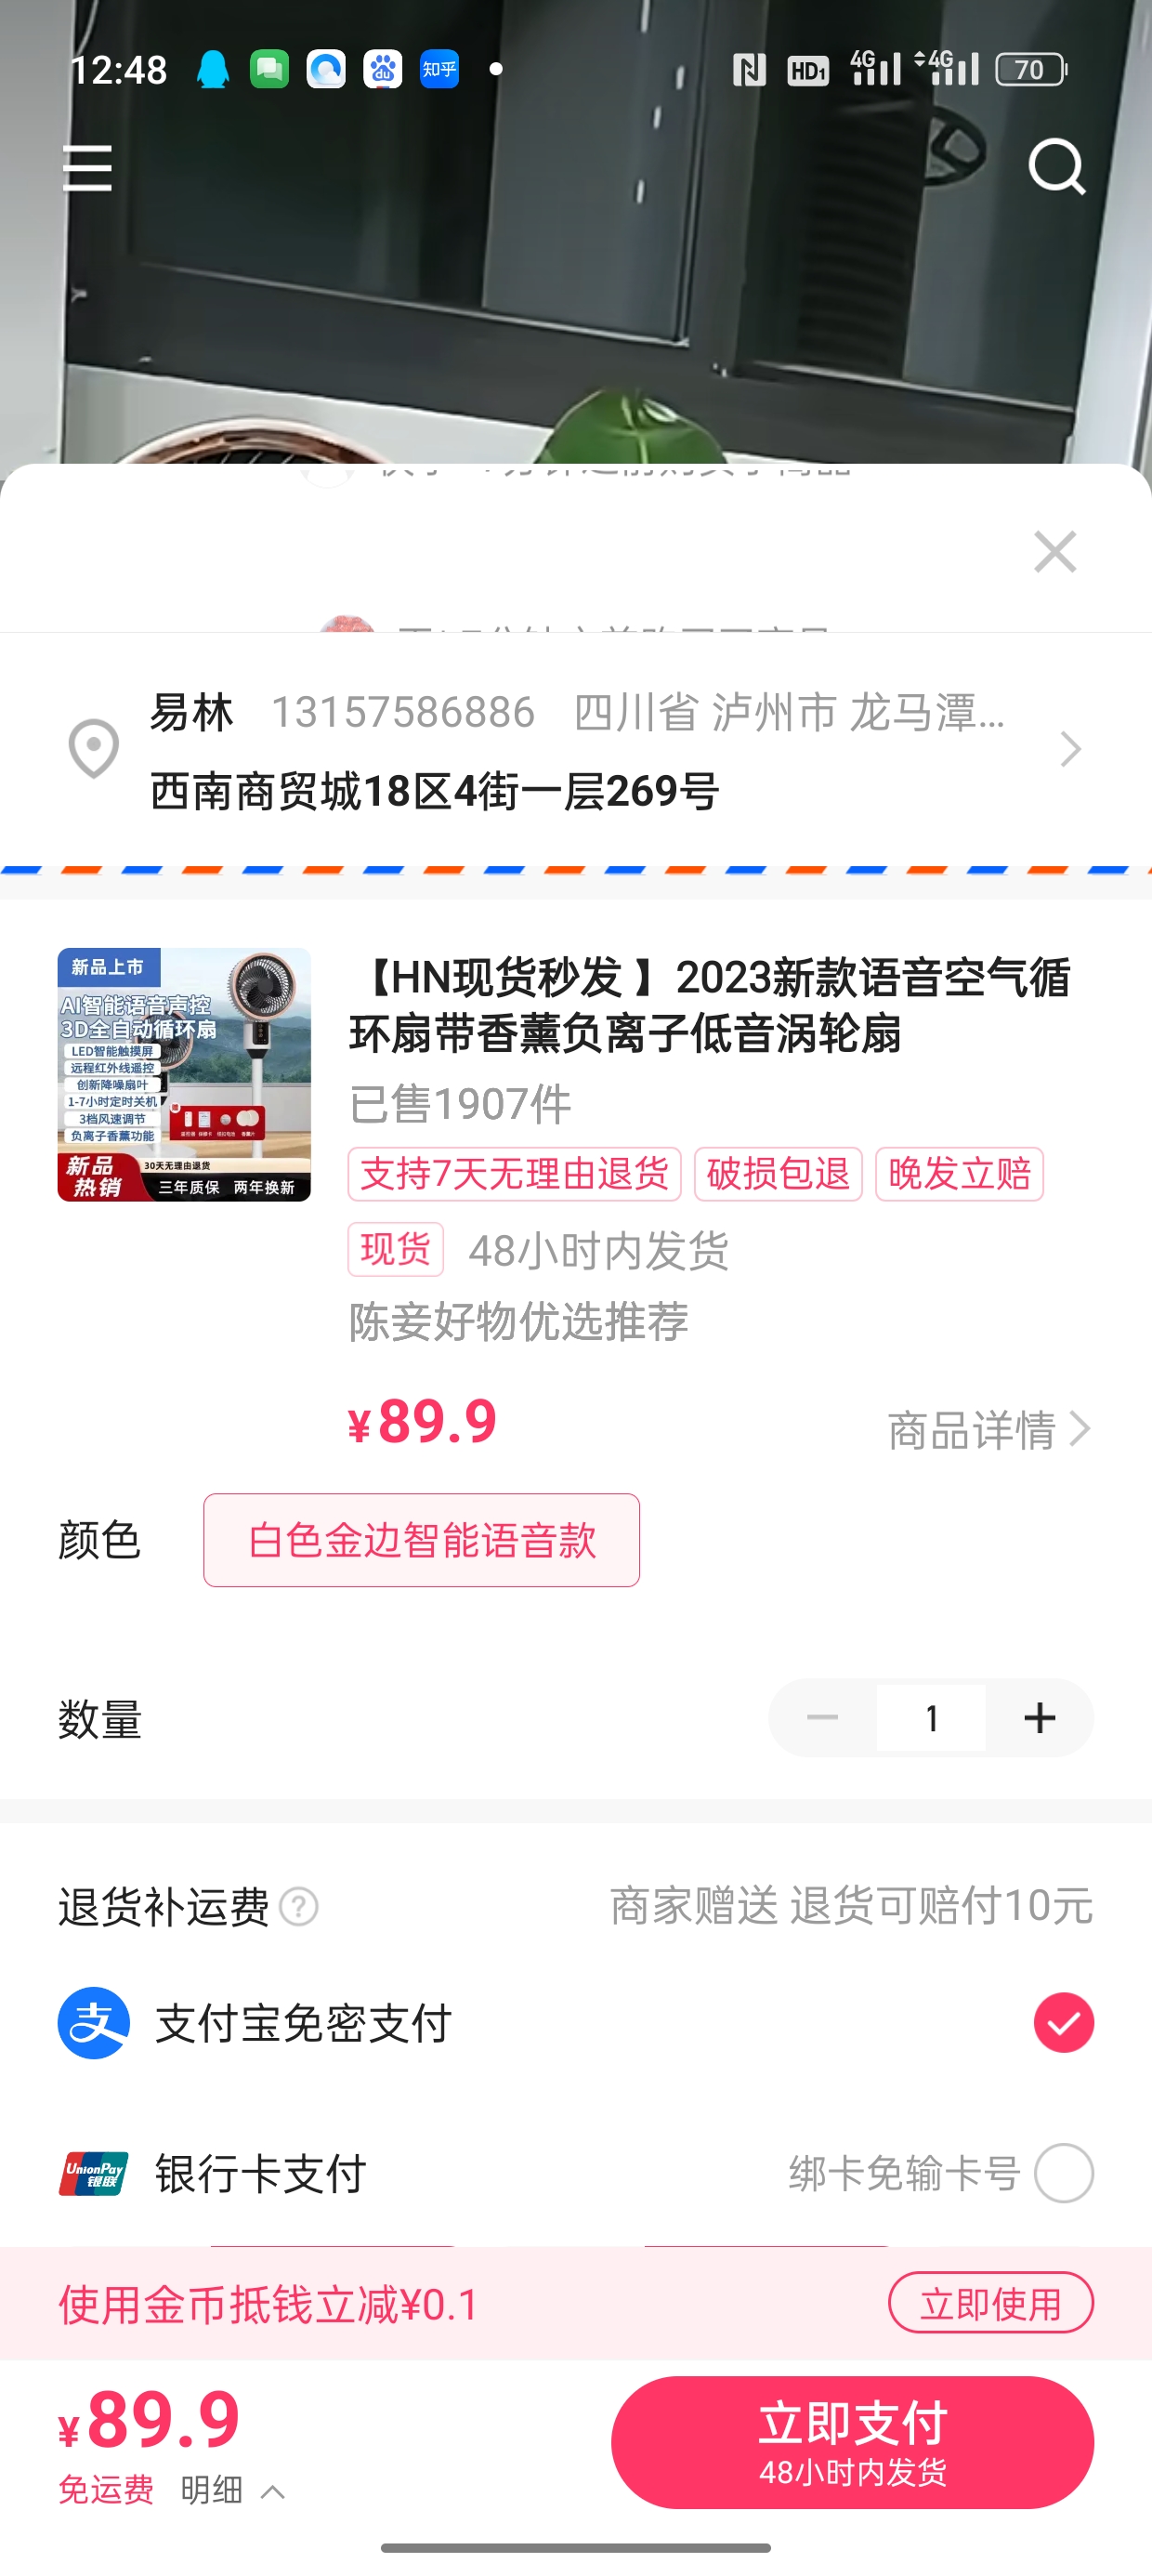 12:48 知乎 HD1 4G 4G 70
易林 13157586886 四川省 泸州市 龙马潭...
西南商贸城18区4街一层269号
新品上市
AI智能语音声控
3D全自动循环扇
LED智能触摸屏
远程红外线遥控
创新降噪扇叶
1-7小时定时关机
3档风速调节
负离子香薰功能
新品
热销
30天无理由退货
三年质保 两年换新
【HN现货秒发 】2023新款语音空气循
环扇带香薰负离子低音涡轮扇
已售1907件
支持7天无理由退货 破损包退 晚发立赔
现货 48小时内发货
陈妾好物优选推荐
¥89.9 商品详情
颜色 白色金边智能语音款
数量 1
退货补运费 ? 商家赠送 退货可赔付10元
支 支付宝免密支付
UnionPay
银联
银行卡支付 绑卡免输卡号
使用金币抵钱立减¥0.1 立即使用
¥89.9
免运费 明细
立即支付
48小时内发货